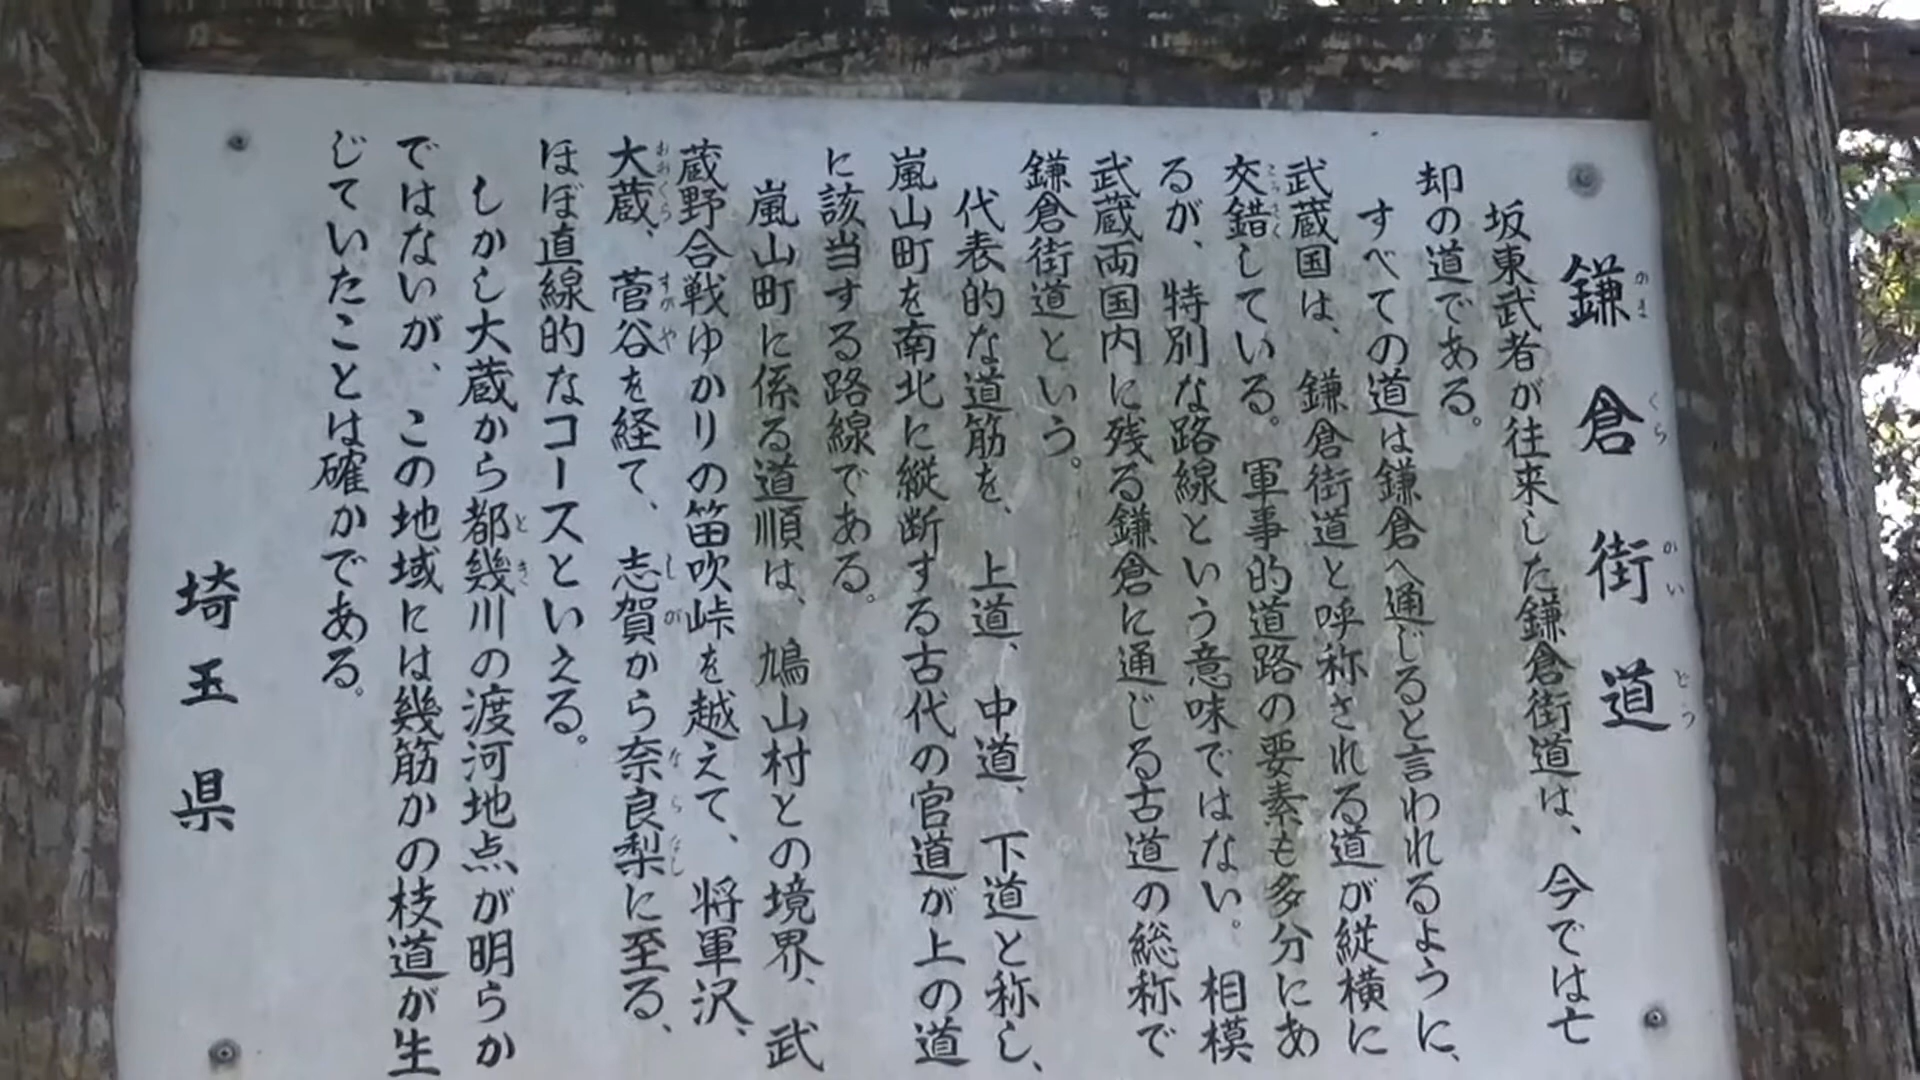 鎌倉街道
坂東武者が往来した鎌倉街道は、今では亡
却の道である。
すべての道は鎌倉へ通じると言われるように、
武蔵国は、鎌倉街道と呼称される道が縦横に
交錯している。軍事的道路の要素も多分にあ
るが、特別な路線という意味ではない。相模
武蔵両国内に残る鎌倉に通じる古道の総称で
鎌倉街道という。
代表的な道筋を、上道、中道、下道と称し、
嵐山町を南北に縦断する古代の官道が上の道
に該当する路線である。
嵐山町に係る道順は、鳩山村との境界、武
蔵野合戦ゆかりの笛吹峠を越えて、将軍沢、
大蔵、菅谷を経て、志賀から奈良梨に至る、
ほぼ直線的なコースといえる。
しかし大蔵から都幾川の渡河地点が明らか
ではないが、この地域には幾筋かの枝道が生
じていたことは確かである。
埼玉県